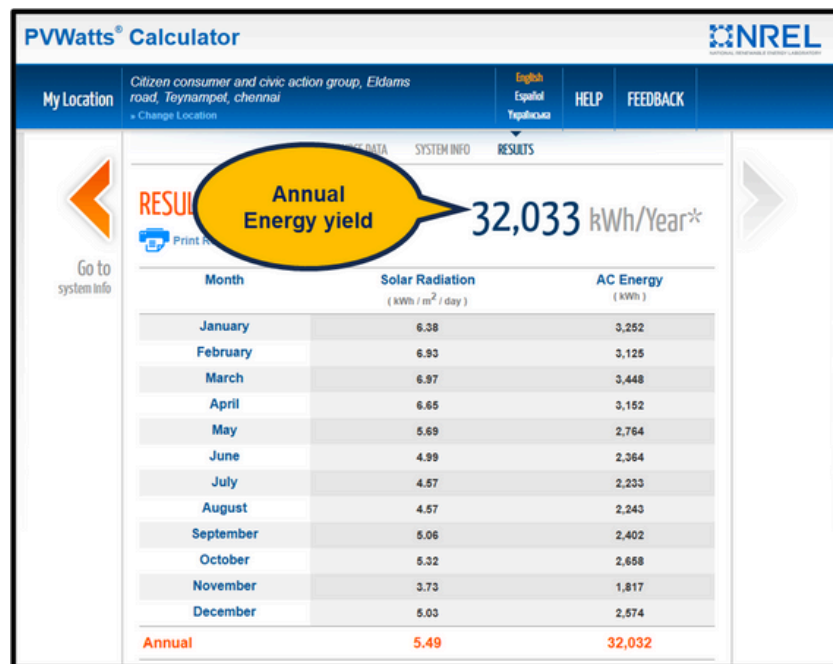 PVWatts® Calculator
NREL
NATIONAL RENEWABLE ENERGY LABORATORY
My Location
Citizen consumer and civic action group, Eldams
road, Teynampet, chennai
» Change Location
English
Español
Українська
HELP
FEEDBACK
DATA
SYSTEM INFO
RESULTS
RESUL
Print
Annual
Energy yield
32,033 kWh/Year*
Go to
system info
Month Solar Radiation AC Energy
( kWh / m2 / day ) ( kWh )
January 6.38 3,252
February 6.93 3,125
March 6.97 3,448
April 6.65 3,152
May 5.69 2,764
June 4.99 2,364
July 4.57 2,233
August 4.57 2,243
September 5.06 2,402
October 5.32 2,658
November 3.73 1,817
December 5.03 2,574
Annual 5.49 32,032